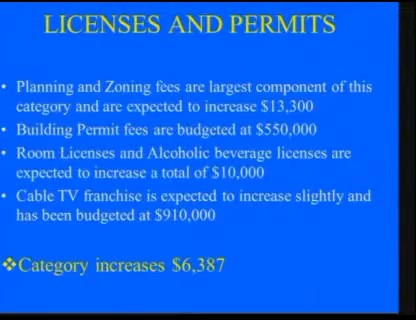 LICENSES AND PERMITS
• Planning and Zoning fees are largest component of this
category and are expected to increase $13,300
• Building Permit fees are budgeted at $550,000
• Room Licenses and Alcoholic beverage licenses are
expected to increase a total of $10,000
• Cable TV franchise is expected to increase slightly and
has been budgeted at $910,000
❖Category increases $6,387